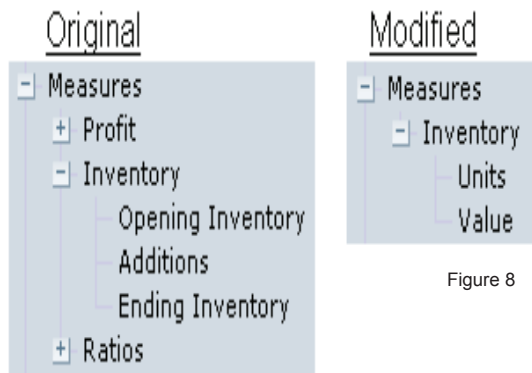 Original
Measures
Profit
Inventory
Opening Inventory
Additions
Ending Inventory
Ratios
Modified
Measures
Inventory
Units
Value
Figure 8